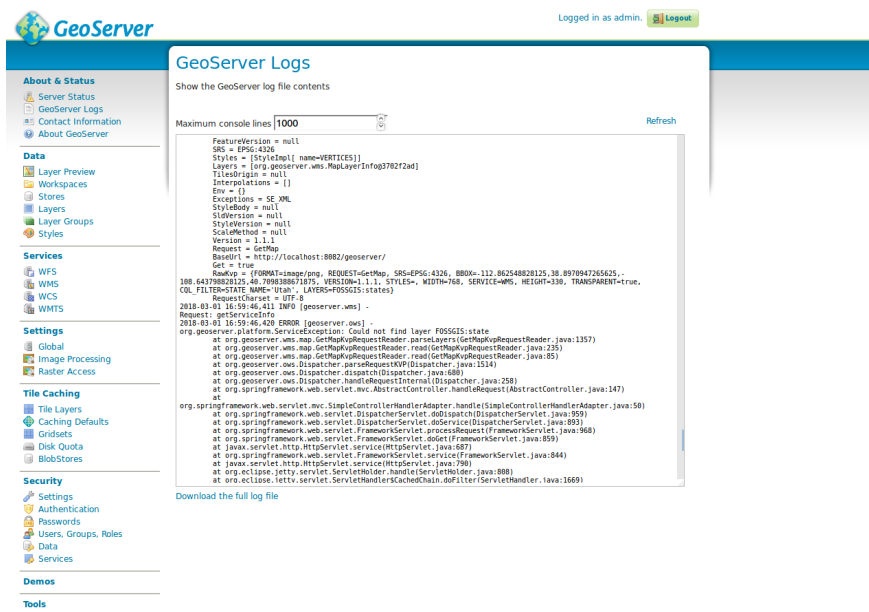 GeoServer
Logged in as admin.
Logout
GeoServer Logs
Show the GeoServer log file contents
About & Status
Server Status
GeoServer Logs
Contact Information
About GeoServer
Data
Layer Preview
Workspaces
Stores
Layers
Layer Groups
Styles
Services
WFS
WMS
WCS
WMTS
Settings
Global
Image Processing
Raster Access
Tile Caching
Tile Layers
Caching Defaults
Gridsets
Disk Quota
BlobStores
Security
Settings
Authentication
Passwords
Users, Groups, Roles
Data
Services
Demos
Tools
Maximum console lines 1000
Refresh
FeatureVersion = null
SRS = EPSG:4326
Styles = [StyleImpl[ name=VERTICES]]
Layers = [org.geoserver.wms.MapLayerInfo@3702f2ad]
TilesOrigin = null
Interpolations = []
Env = {}
Exceptions = SE_XML
StyleBody = null
SldVersion = null
StyleVersion = null
ScaleMethod = null
Version = 1.1.1
Request = GetMap
BaseUrl = http://localhost:8082/geoserver/
Get = true
RawKvp = {FORMAT=image/png, REQUEST=GetMap, SRS=EPSG:4326, BBOX=-112.862548828125,38.8970947265625,-
108.643798828125,40.7098388671875, VERSION=1.1.1, STYLES=, WIDTH=768, SERVICE=WMS, HEIGHT=330, TRANSPARENT=true,
CQL_FILTER=STATE_NAME='Utah', LAYERS=FOSSGIS:states}
RequestCharset = UTF-8
2018-03-01 16:59:46,411 INFO [geoserver.wms] -
Request: getServiceInfo
2018-03-01 16:59:46,420 ERROR [geoserver.ows] -
org.geoserver.platform.ServiceException: Could not find layer FOSSGIS:state
at org.geoserver.wms.map.GetMapKvpRequestReader.parseLayers(GetMapKvpRequestReader.java:1357)
at org.geoserver.wms.map.GetMapKvpRequestReader.read(GetMapKvpRequestReader.java:235)
at org.geoserver.wms.map.GetMapKvpRequestReader.read(GetMapKvpRequestReader.java:85)
at org.geoserver.ows.Dispatcher.parseRequestKVP(Dispatcher.java:1514)
at org.geoserver.ows.Dispatcher.dispatch(Dispatcher.java:680)
at org.geoserver.ows.Dispatcher.handleRequestInternal(Dispatcher.java:258)
at org.springframework.web.servlet.mvc.AbstractController.handleRequest(AbstractController.java:147)
at
org.springframework.web.servlet.mvc.SimpleControllerHandlerAdapter.handle(SimpleControllerHandlerAdapter.java:50)
at org.springframework.web.servlet.DispatcherServlet.doDispatch(DispatcherServlet.java:959)
at org.springframework.web.servlet.DispatcherServlet.doService(DispatcherServlet.java:893)
at org.springframework.web.servlet.FrameworkServlet.processRequest(FrameworkServlet.java:968)
at org.springframework.web.servlet.FrameworkServlet.doGet(FrameworkServlet.java:859)
at javax.servlet.http.HttpServlet.service(HttpServlet.java:687)
at org.springframework.web.servlet.FrameworkServlet.service(FrameworkServlet.java:844)
at javax.servlet.http.HttpServlet.service(HttpServlet.java:790)
at org.eclipse.jetty.servlet.ServletHolder.handle(ServletHolder.java:808)
at org.eclipse.jetty.servlet.ServletHandler$CachedChain.doFilter(ServletHandler.java:1669)
Download the full log file